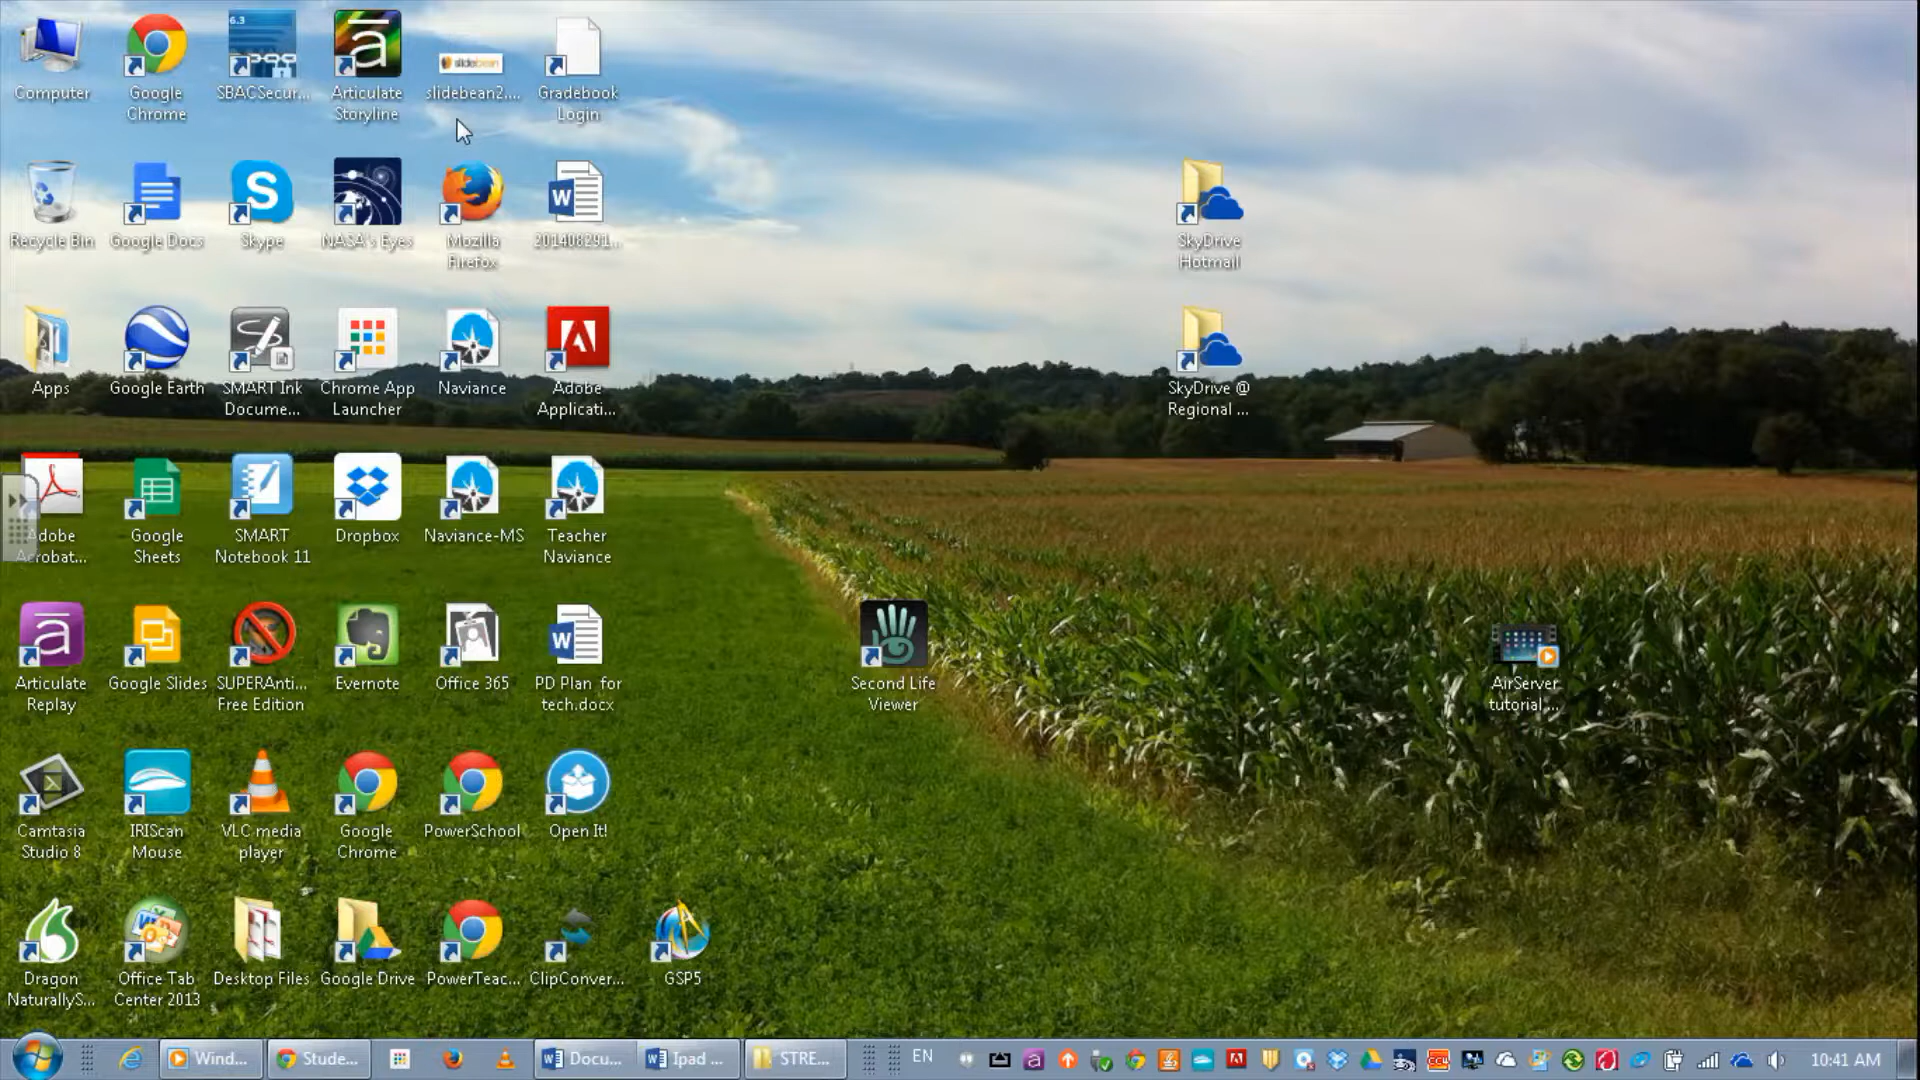 Computer
Google
Chrome
6.3
SBACSecur...
Articulate
Storyline
slidebean
slidebean2....
Gradebook
Login
Recycle Bin
Google Docs
Skype
NASA's Eyes
Mozilla
Firefox
201408291...
SkyDrive
Hotmail
Apps
Google Earth
SMART Ink
Docume...
Chrome App
Launcher
Naviance
Adobe
Applicati...
SkyDrive @
Regional ...
Adobe
Acrobat...
Google
Sheets
SMART
Notebook 11
Dropbox
Naviance-MS
Teacher
Naviance
Articulate
Replay
Google Slides
SUPERAnti...
Free Edition
Evernote
Office 365
PD Plan for
tech.docx
Second Life
Viewer
AirServer
tutorial ...
Camtasia
Studio 8
IRIScan
Mouse
VLC media
player
Google
Chrome
PowerSchool
Open It!
Dragon
NaturallyS...
Office Tab
Center 2013
Desktop Files
Google Drive
PowerTeac...
ClipConver...
GSP5
Wind...
Stude...
Docu...
Ipad ...
STRE...
EN
10:41 AM